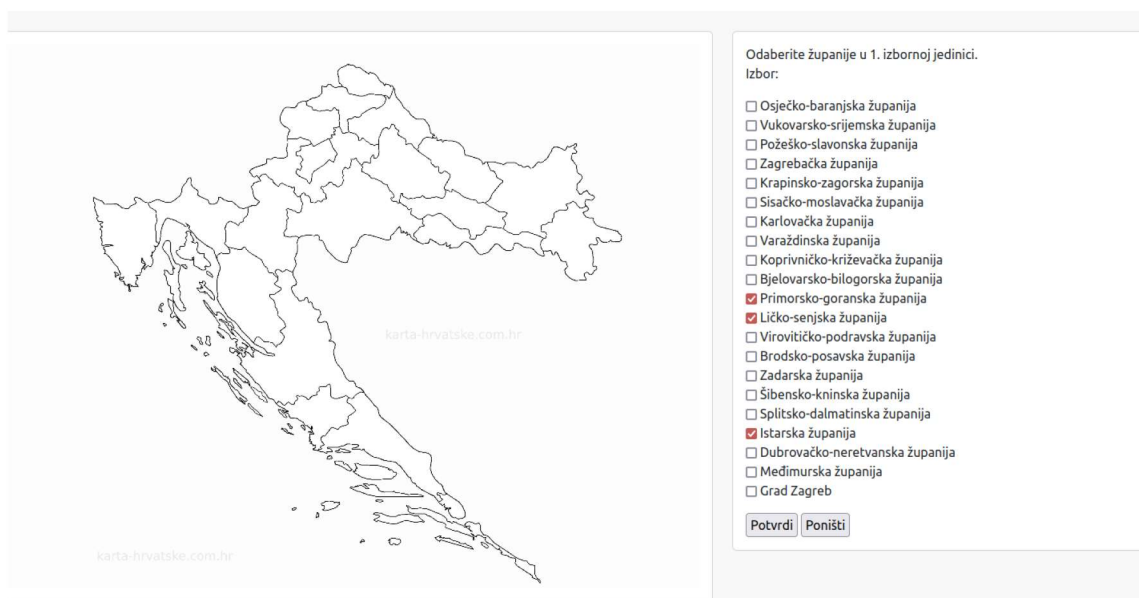 Odaberite županije u 1. izbornoj jedinici.
Izbor:
Osječko-baranjska županija
Vukovarsko-srijemska županija
Požeško-slavonska županija
Zagrebačka županija
Krapinsko-zagorska županija
Sisačko-moslavačka županija
Karlovačka županija
Varaždinska županija
Koprivničko-križevačka županija
Bjelovarsko-bilogorska županija
Primorsko-goranska županija
Ličko-senjska županija
Virovitičko-podravska županija
Brodsko-posavska županija
Zadarska županija
Šibensko-kninska županija
Splitsko-dalmatinska županija
Istarska županija
Dubrovačko-neretvanska županija
Međimurska županija
Grad Zagreb
Potvrdi Poništi
karta-hrvatske.com.hr
karta-hrvatske.com.hr